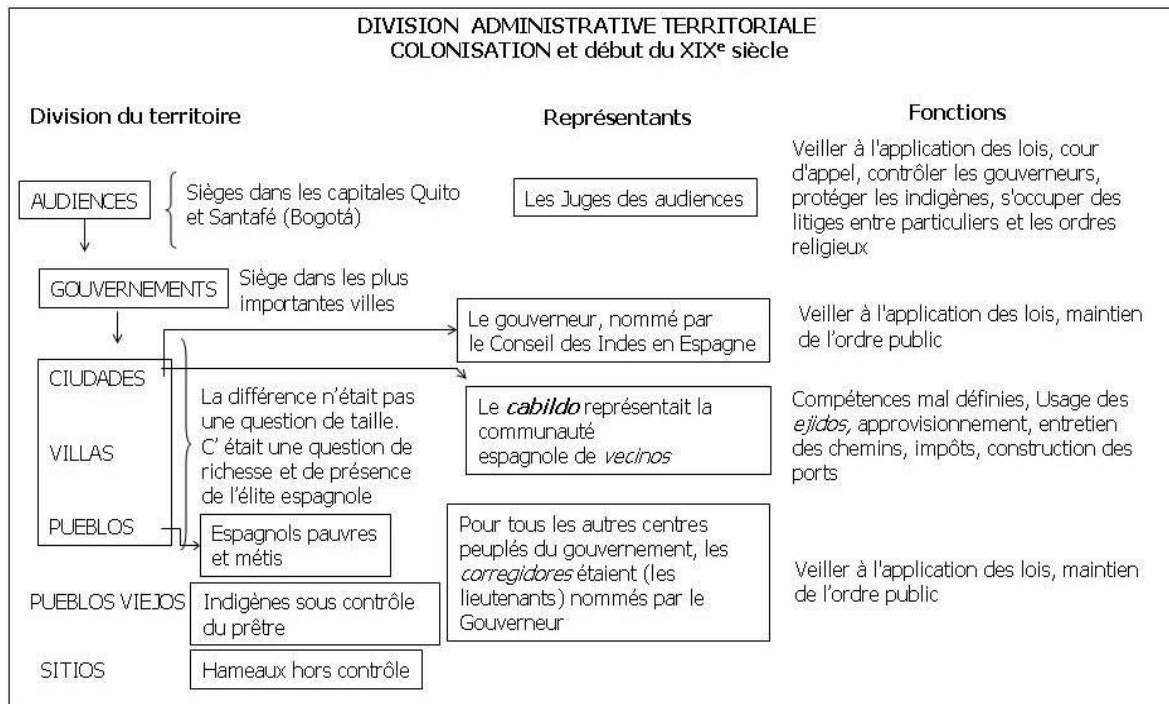 DIVISION ADMINISTRATIVE TERRITORIALE
COLONISATION et début du XIXe siècle
Division du territoire
Représentants
Fonctions
AUDIENCES
Sièges dans les capitales Quito
et Santafé (Bogotá)
Les Juges des audiences
Veiller à l'application des lois, cour
d'appel, contrôler les gouverneurs,
protéger les indigènes, s'occuper des
litiges entre particuliers et les ordres
religieux
GOUVERNEMENTS
Siège dans les plus
importantes villes
Le gouverneur, nommé par
le Conseil des Indes en Espagne
Veiller à l'application des lois, maintien
de l'ordre public
CIUDADES
VILLAS
PUEBLOS
La différence n'était pas
une question de taille.
C' était une question de
richesse et de présence
de l'élite espagnole
Le cabildo représentait la
communauté
espagnole de vecinos
Compétences mal définies, Usage des
ejidos, approvisionnement, entretien
des chemins, impôts, construction des
ports
Espagnols pauvres
et métis
Pour tous les autres centres
peuplés du gouvernement, les
corregidores étaient (les
lieutenants) nommés par le
Gouverneur
Veiller à l'application des lois, maintien
de l'ordre public
PUEBLOS VIEJOS
Indigènes sous contrôle
du prêtre
SITIOS
Hameaux hors contrôle